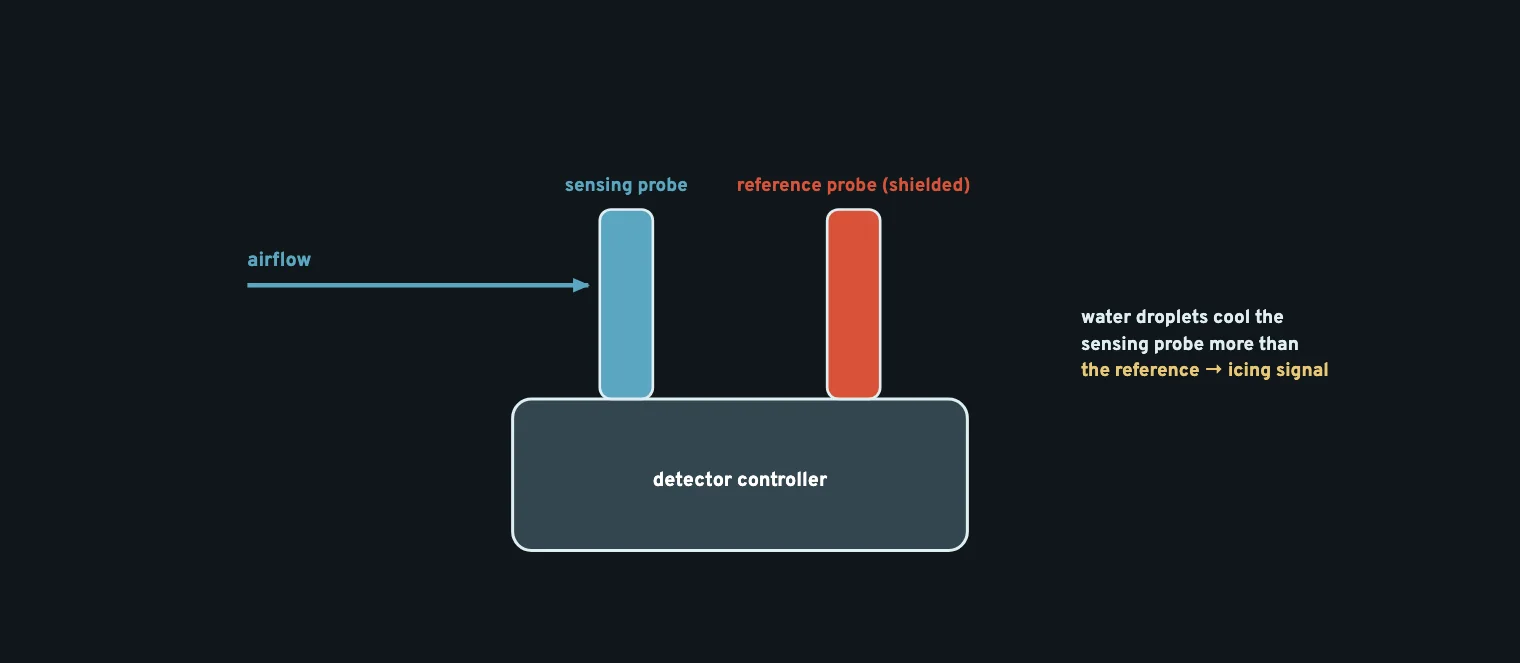 sensing probe
reference probe (shielded)
airflow
water droplets cool the
sensing probe more than
the reference → icing signal
detector controller